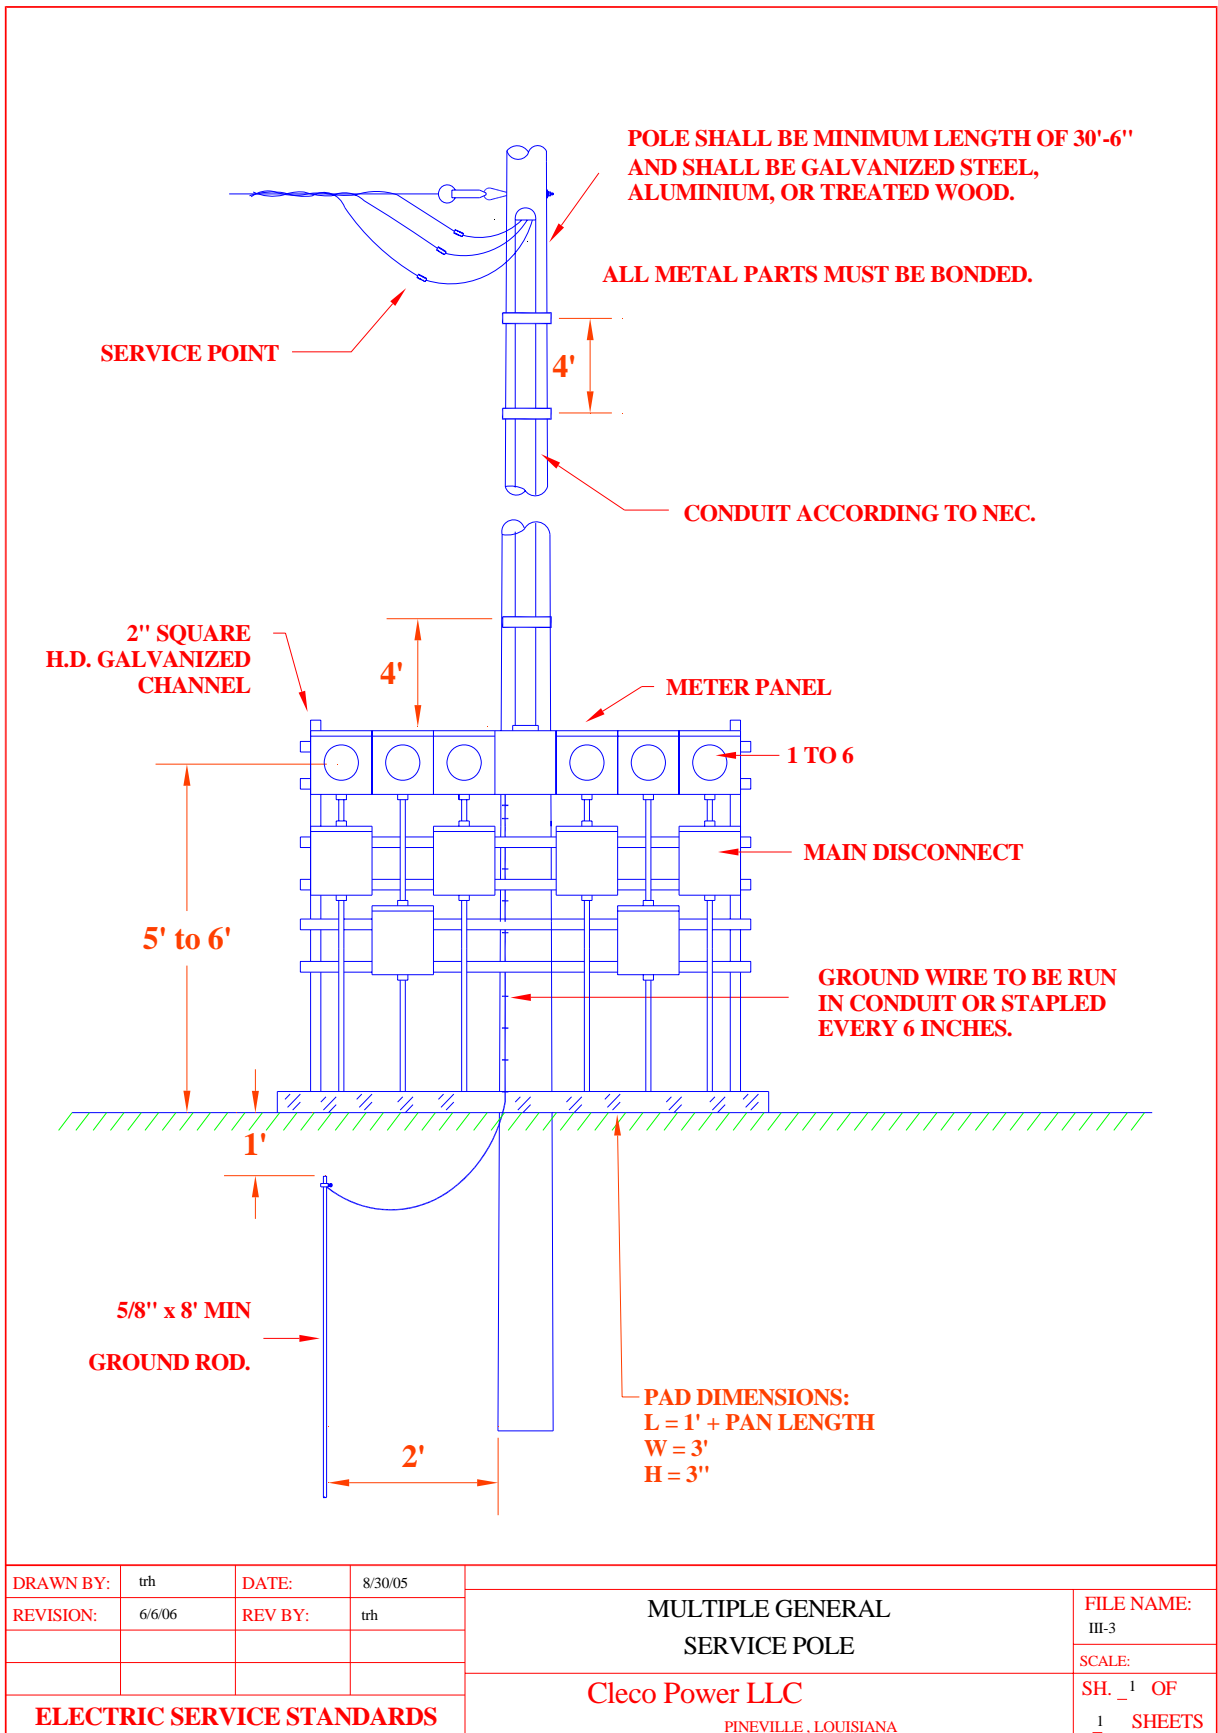 POLE SHALL BE MINIMUM LENGTH OF 30'-6"
AND SHALL BE GALVANIZED STEEL,
ALUMINIUM, OR TREATED WOOD.
ALL METAL PARTS MUST BE BONDED.
SERVICE POINT
4'
CONDUIT ACCORDING TO NEC.
2" SQUARE
H.D. GALVANIZED
CHANNEL
4'
METER PANEL
1 TO 6
MAIN DISCONNECT
5' to 6'
GROUND WIRE TO BE RUN
IN CONDUIT OR STAPLED
EVERY 6 INCHES.
1'
5/8" x 8' MIN
GROUND ROD.
PAD DIMENSIONS:
L = 1' + PAN LENGTH
W = 3'
H = 3"
2'
DRAWN BY: trh DATE: 8/30/05
REVISION: 6/6/06 REV BY: trh
ELECTRIC SERVICE STANDARDS
MULTIPLE GENERAL
SERVICE POLE
Cleco Power LLC
PINEVILLE , LOUISIANA
FILE NAME:
III-3
SCALE:
SH. 1 OF
1 SHEETS